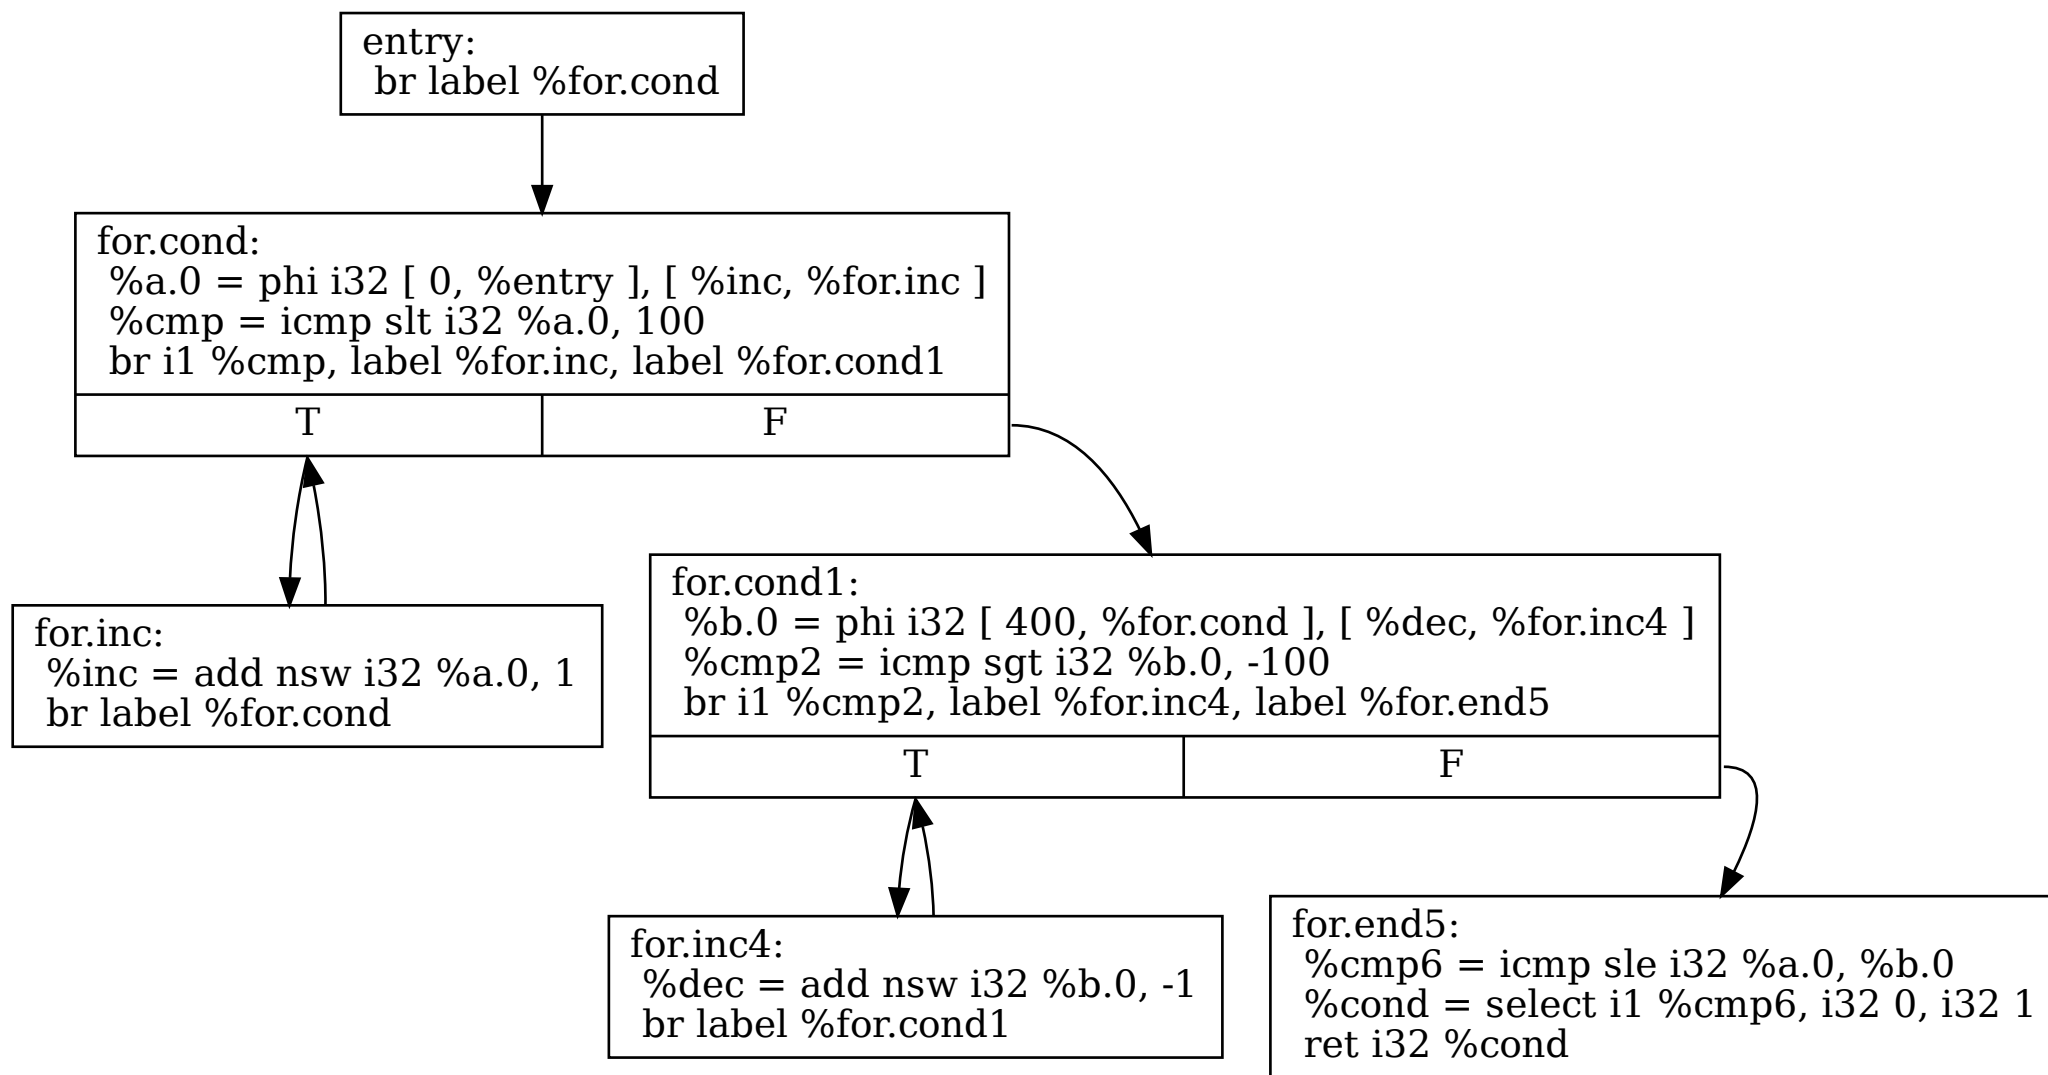 entry:
br label %for.cond
for.cond:
%a.0 = phi i32 [ 0, %entry ], [ %inc, %for.inc ]
%cmp = icmp slt i32 %a.0, 100
br i1 %cmp, label %for.inc, label %for.cond1
T F
for.inc:
%inc = add nsw i32 %a.0, 1
br label %for.cond
for.cond1:
%b.0 = phi i32 [ 400, %for.cond ], [ %dec, %for.inc4 ]
%cmp2 = icmp sgt i32 %b.0, -100
br i1 %cmp2, label %for.inc4, label %for.end5
T F
for.inc4:
%dec = add nsw i32 %b.0, -1
br label %for.cond1
for.end5:
%cmp6 = icmp sle i32 %a.0, %b.0
%cond = select i1 %cmp6, i32 0, i32 1
ret i32 %cond